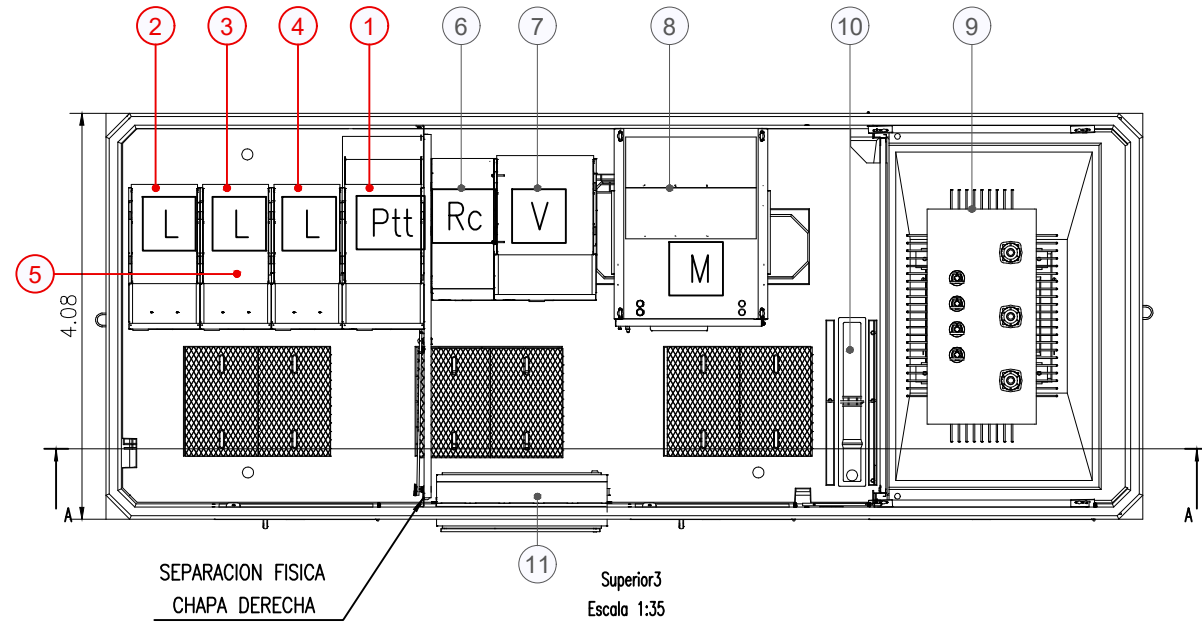 2 3 4 1 6 7 8 10 9
L L L Ptt Rc V
M
5
4.08
A A
11
SEPARACION FISICA
CHAPA DERECHA
Superior3
Escala 1:35